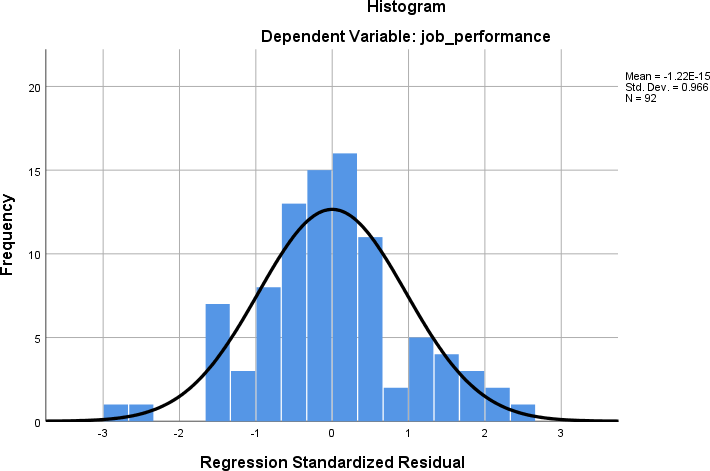 Histogram
Dependent Variable: job_performance
Mean = -1.22E-15
Std. Dev. = 0.966
N = 92
Frequency
20
15
10
5
0
-3 -2 -1 0 1 2 3
Regression Standardized Residual